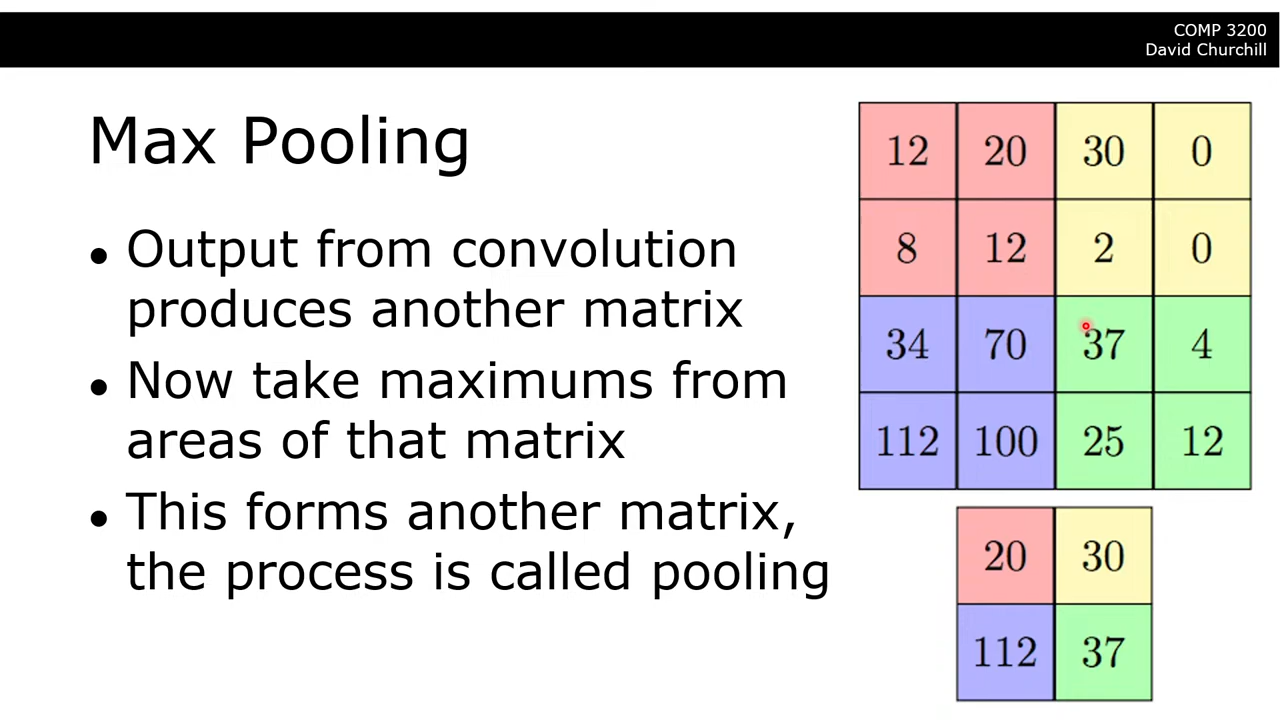 COMP 3200
David Churchill
Max Pooling
• Output from convolution
produces another matrix
• Now take maximums from
areas of that matrix
• This forms another matrix,
the process is called pooling
12 20 30 0
8 12 2 0
34 70 37 4
112 100 25 12
20 30
112 37